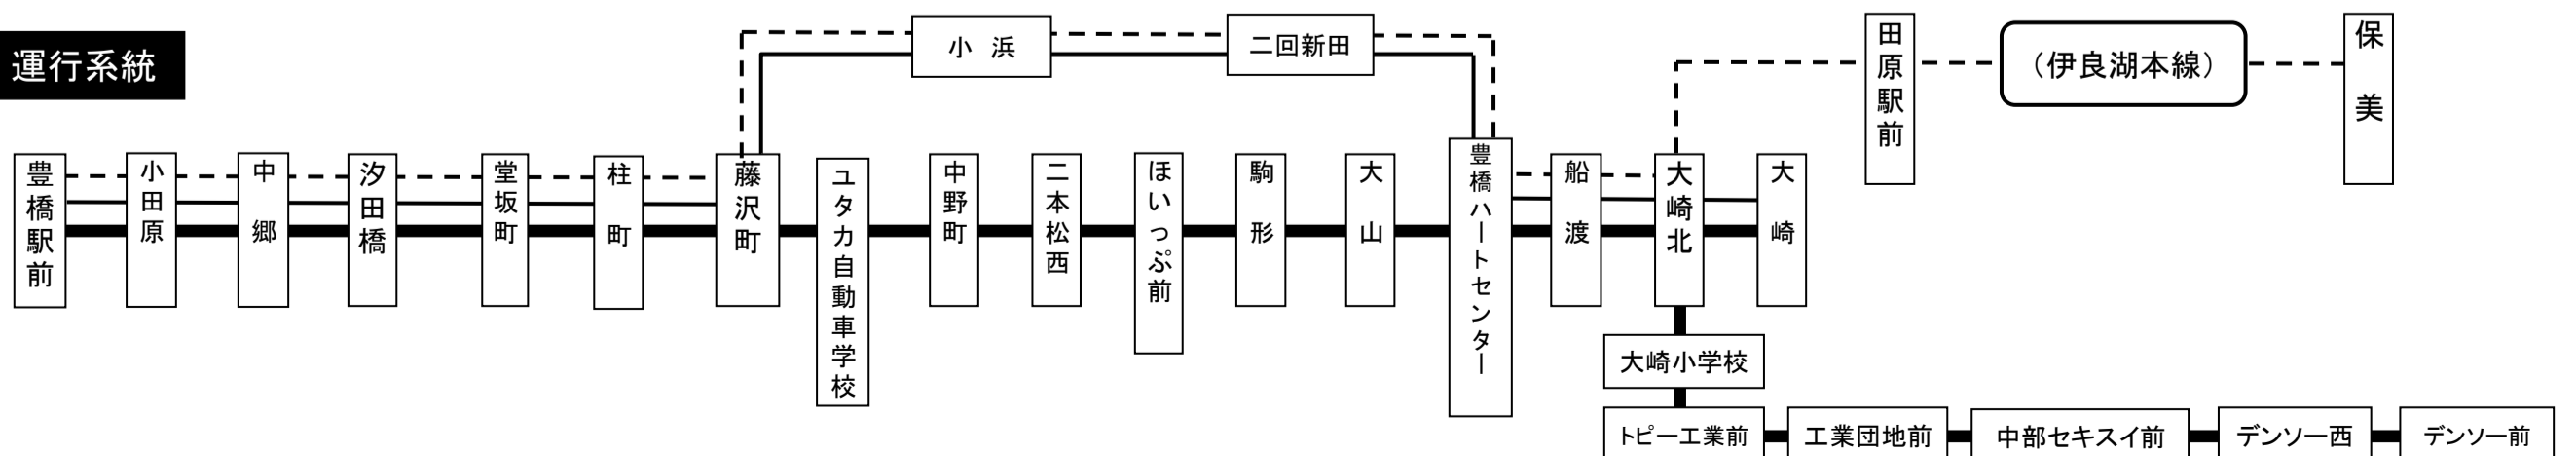 運行系統
小浜
二回新田
田原駅前
（伊良湖本線）
保美
豊橋駅前
小田原
中郷
汐田橋
堂坂町
柱町
藤沢町
ユタカ自動車学校
中野町
二本松西
ほいっぷ前
駒形
大山
豊橋ハートセンター
船渡
大崎北
大崎
大崎小学校
トピー工業前
工業団地前
中部セキスイ前
デンソー西
デンソー前